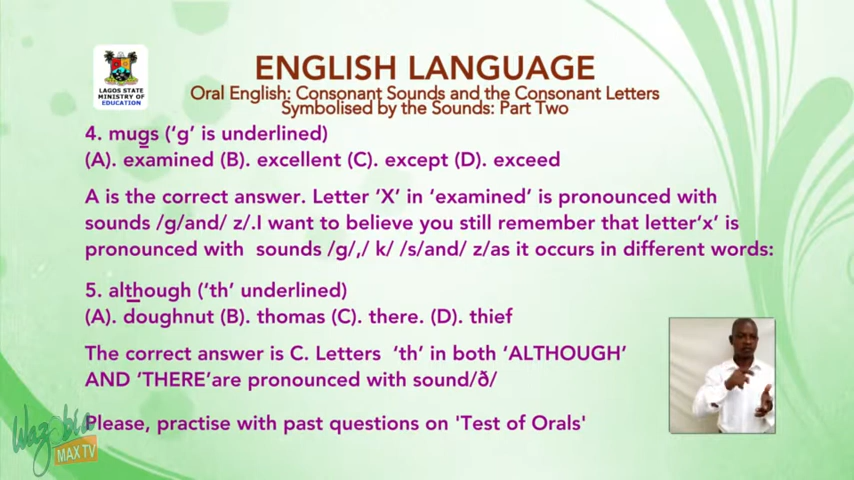 LAGOS STATE
MINISTRY OF
EDUCATION
ENGLISH LANGUAGE
Oral English: Consonant Sounds and the Consonant Letters
Symbolised by the Sounds: Part Two
4. mugs ('g' is underlined)
(A). examined (B). excellent (C). except (D). exceed
A is the correct answer. Letter 'X' in 'examined' is pronounced with
sounds /g/and/ z/.I want to believe you still remember that letter'x' is
pronounced with sounds /g/,/ k/ /s/and/ z/as it occurs in different words:
5. although ('th' underlined)
(A). doughnut (B). thomas (C). there. (D). thief
The correct answer is C. Letters 'th' in both 'ALTHOUGH'
AND 'THERE'are pronounced with sound/ð/
Please, practise with past questions on 'Test of Orals'
Wazobia
MAX TV